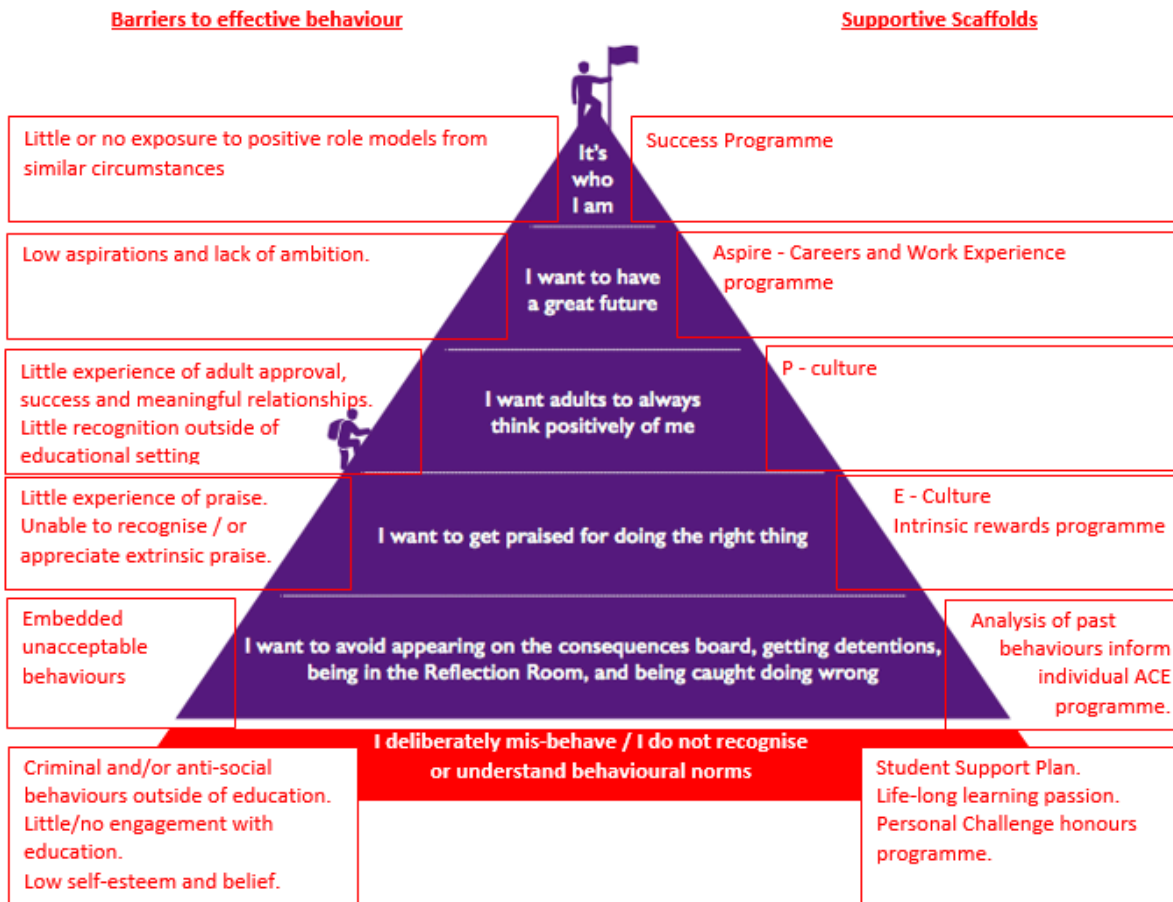 Barriers to effective behaviour
Supportive Scaffolds
Little or no exposure to positive role models from
similar circumstances
It's
who
I am
Success Programme
Low aspirations and lack of ambition.
I want to have
a great future
Aspire - Careers and Work Experience
programme
Little experience of adult approval,
success and meaningful relationships.
Little recognition outside of
educational setting
I want adults to always
think positively of me
P - culture
Little experience of praise.
Unable to recognise / or
appreciate extrinsic praise.
I want to get praised for doing the right thing
E - Culture
Intrinsic rewards programme
Embedded
unacceptable
behaviours
I want to avoid appearing on the consequences board, getting detentions,
being in the Reflection Room, and being caught doing wrong
Analysis of past
behaviours inform
individual ACE
programme.
I deliberately mis-behave / I do not recognise
or understand behavioural norms
Criminal and/or anti-social
behaviours outside of education.
Little/no engagement with
education.
Low self-esteem and belief.
Student Support Plan.
Life-long learning passion.
Personal Challenge honours
programme.